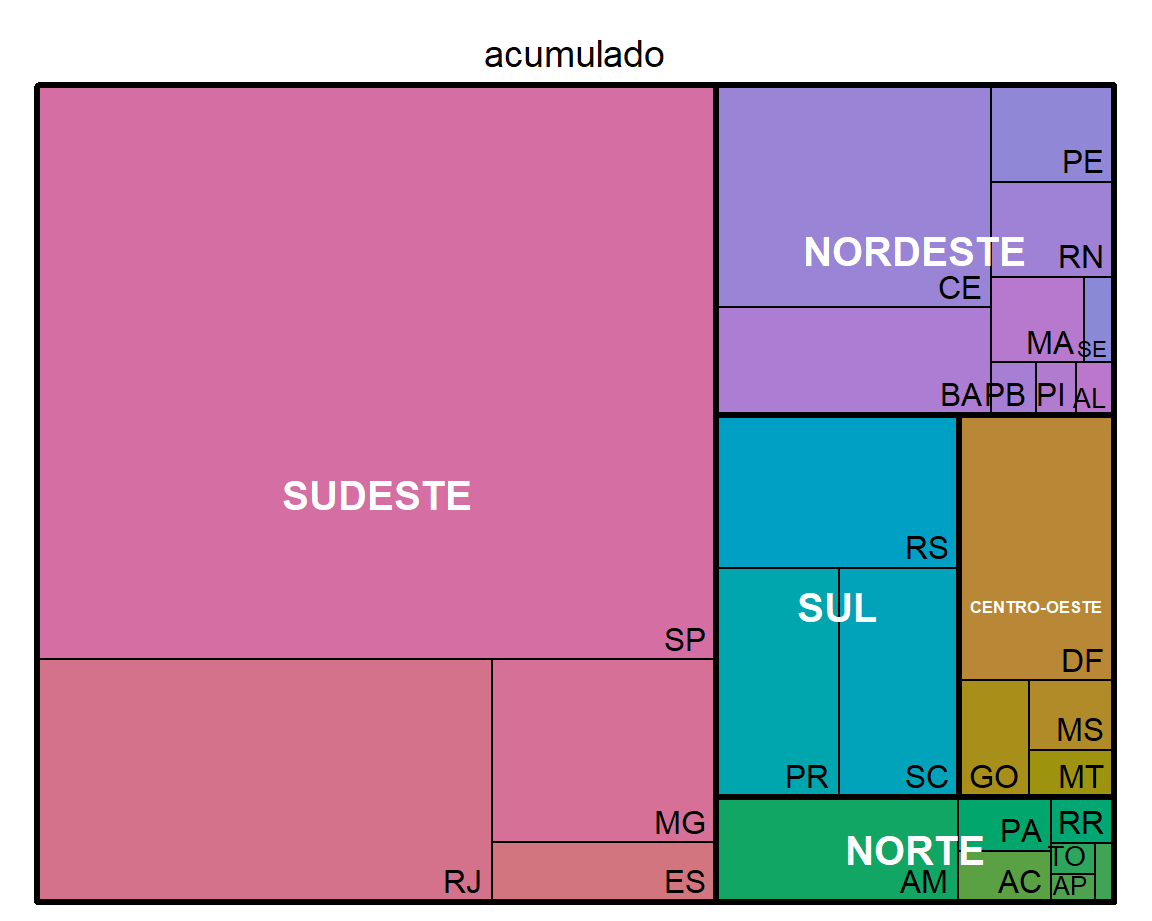 acumulado
PE
NORDESTE
RN
CE
MA
SE
BA
PB
PI
AL
SUDESTE
RS
SUL
CENTRO-OESTE
SP
DF
MS
PR
SC
GO
MT
MG
PA
RR
NORTE
TO
RJ
ES
AM
AC
AP